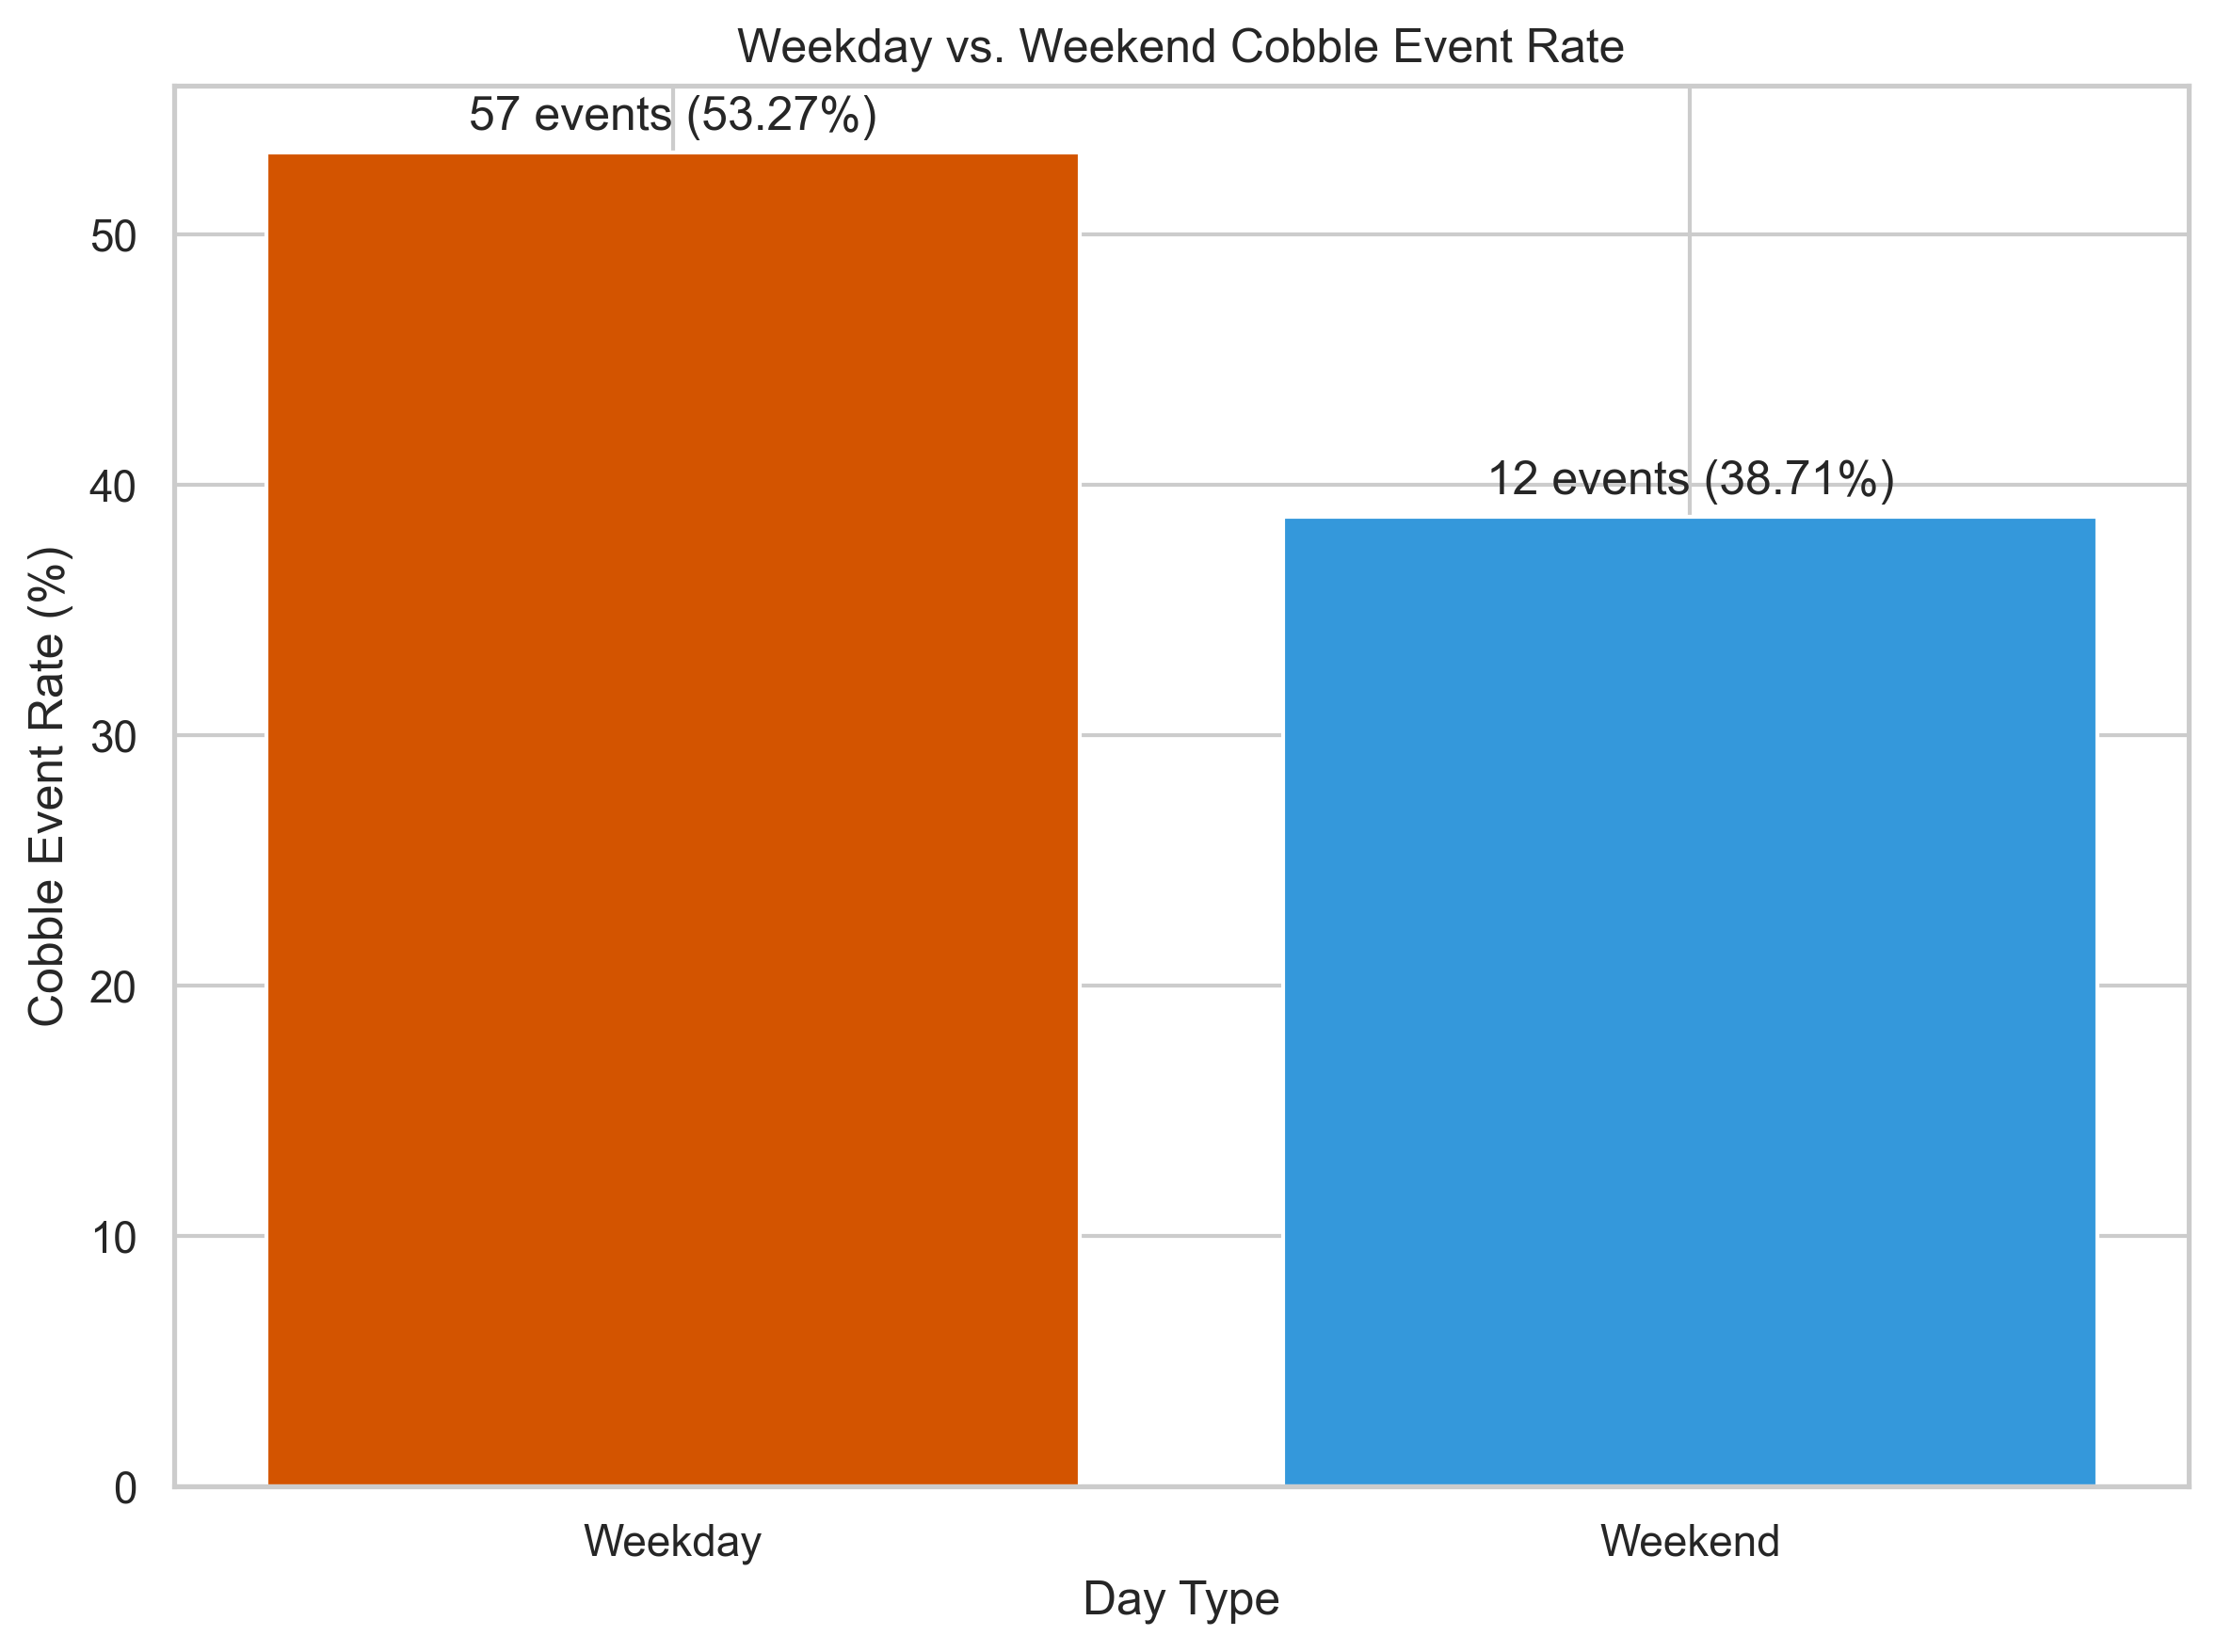 Weekday vs. Weekend Cobble Event Rate
57 events (53.27%)
12 events (38.71%)
Cobble Event Rate (%)
50
40
30
20
10
0
Weekday
Weekend
Day Type